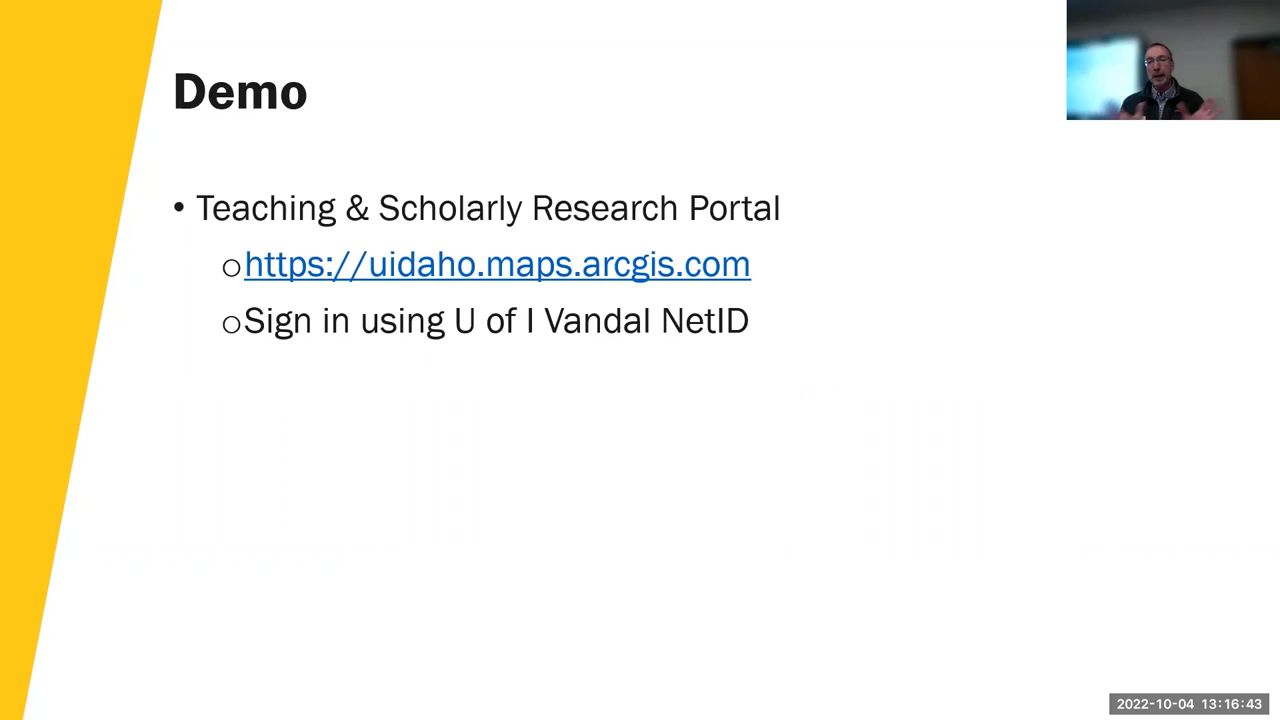 Demo
• Teaching & Scholarly Research Portal
○https://uidaho.maps.arcgis.com
○Sign in using U of I Vandal NetID
2022-10-04 13:16:43